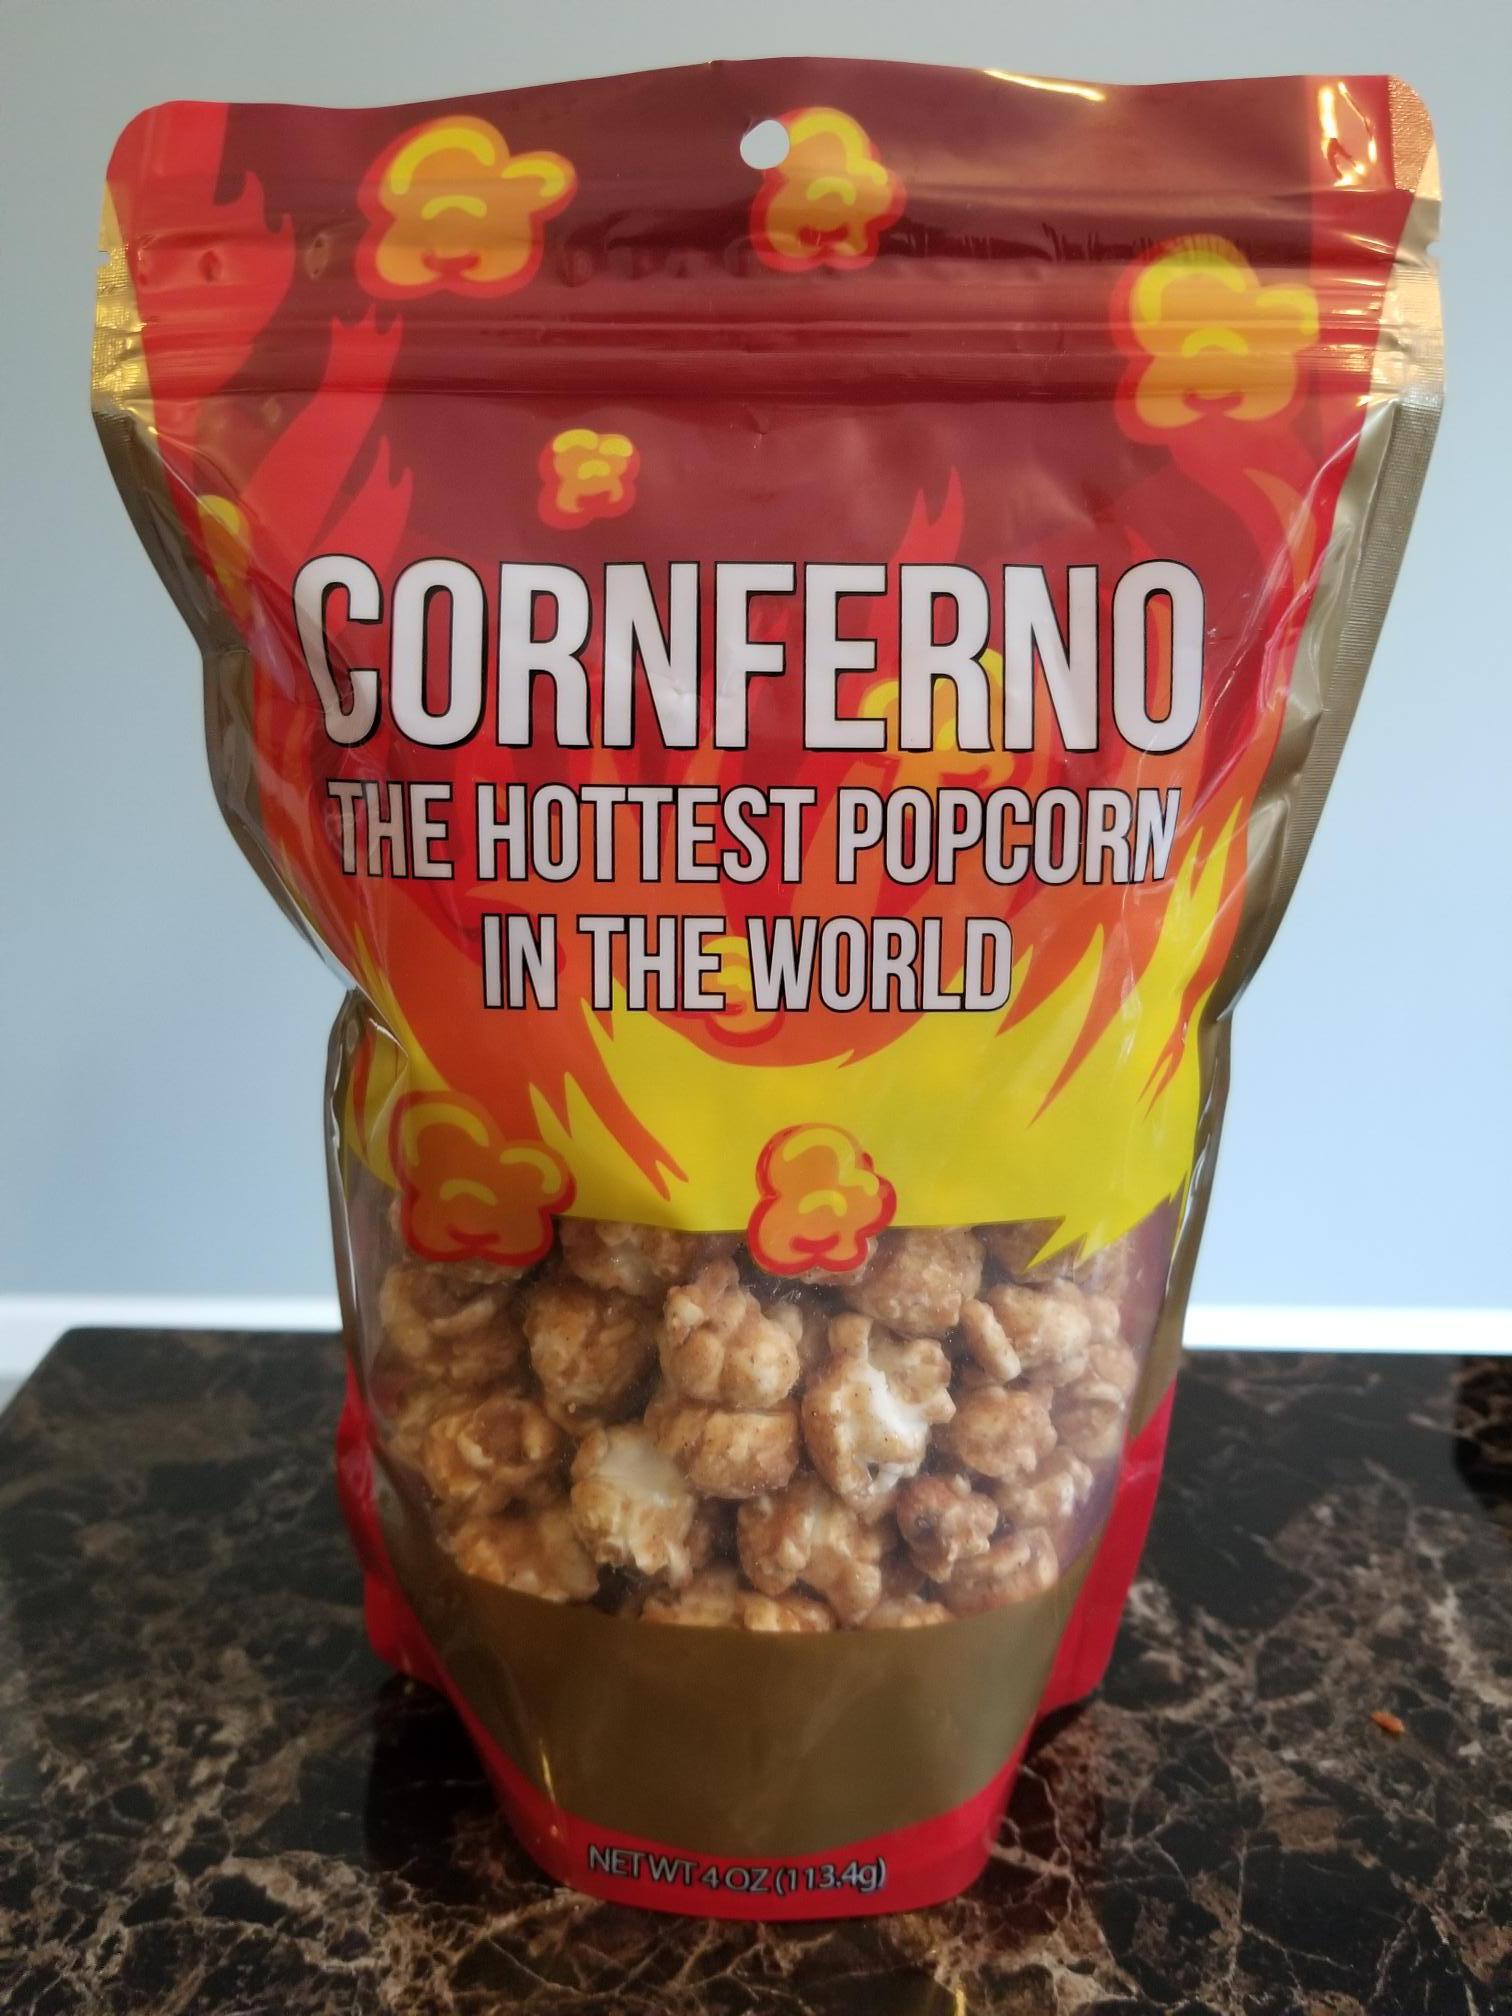 CORNFERNO
THE HOTTEST POPCORN
IN THE WORLD
NET WT 4 OZ (113.4g)